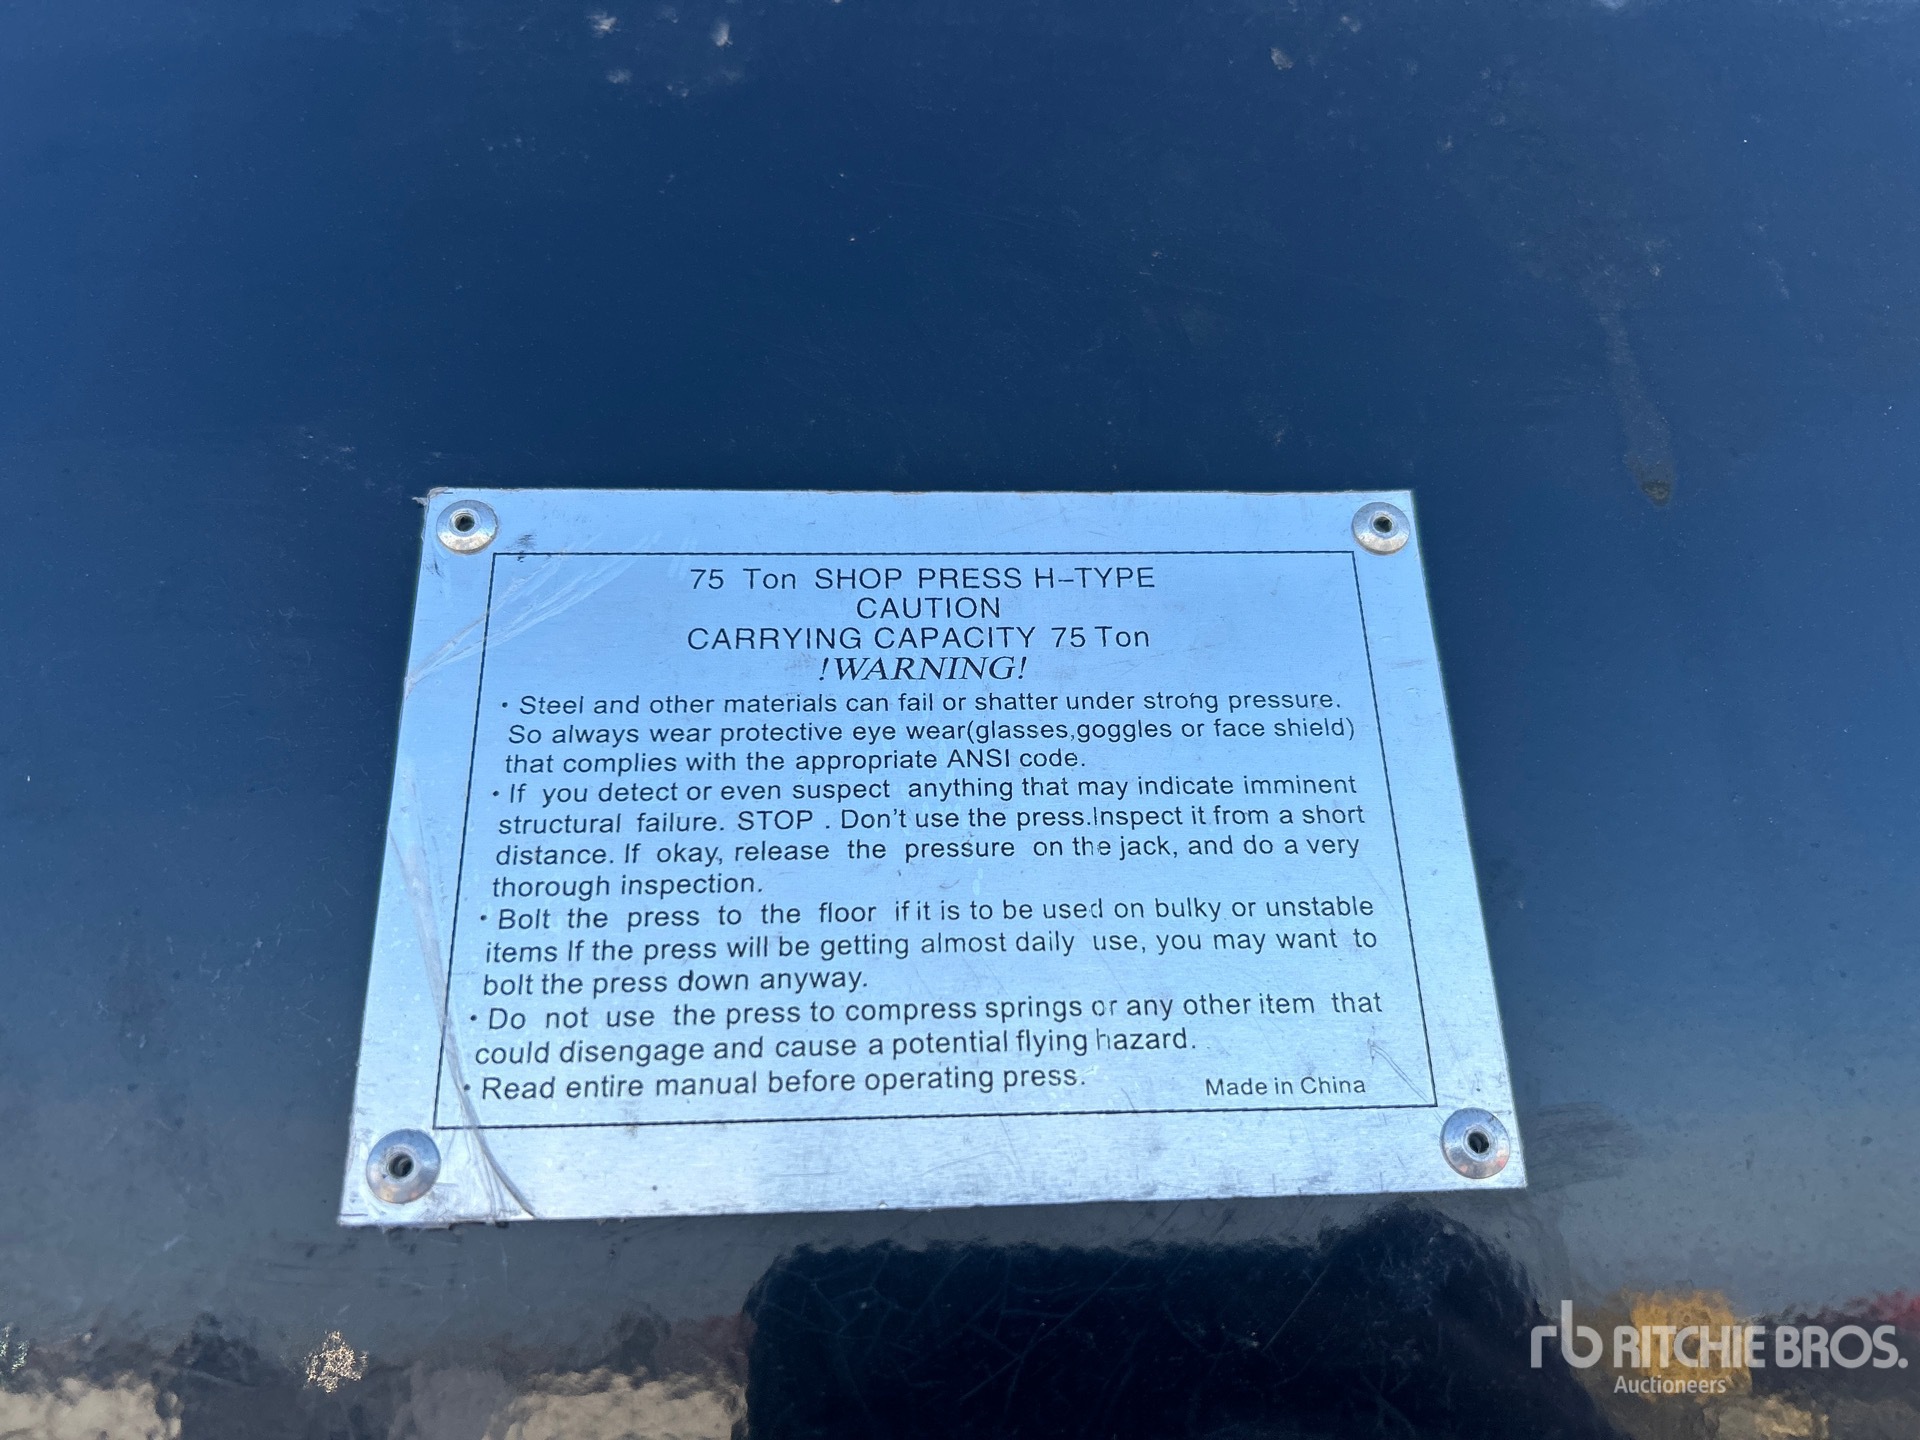 75 Ton SHOP PRESS H-TYPE
CAUTION
CARRYING CAPACITY 75 Ton
!WARNING!
• Steel and other materials can fail or shatter under strong pressure.
So always wear protective eye wear(glasses,goggles or face shield)
that complies with the appropriate ANSI code.
• If you detect or even suspect anything that may indicate imminent
structural failure. STOP . Don't use the press.Inspect it from a short
distance. If okay, release the pressure on the jack, and do a very
thorough inspection.
• Bolt the press to the floor if it is to be used on bulky or unstable
items If the press will be getting almost daily use, you may want to
bolt the press down anyway.
• Do not use the press to compress springs or any other item that
could disengage and cause a potential flying hazard.
• Read entire manual before operating press.
Made in China
rb RITCHIE BROS.
Auctioneers